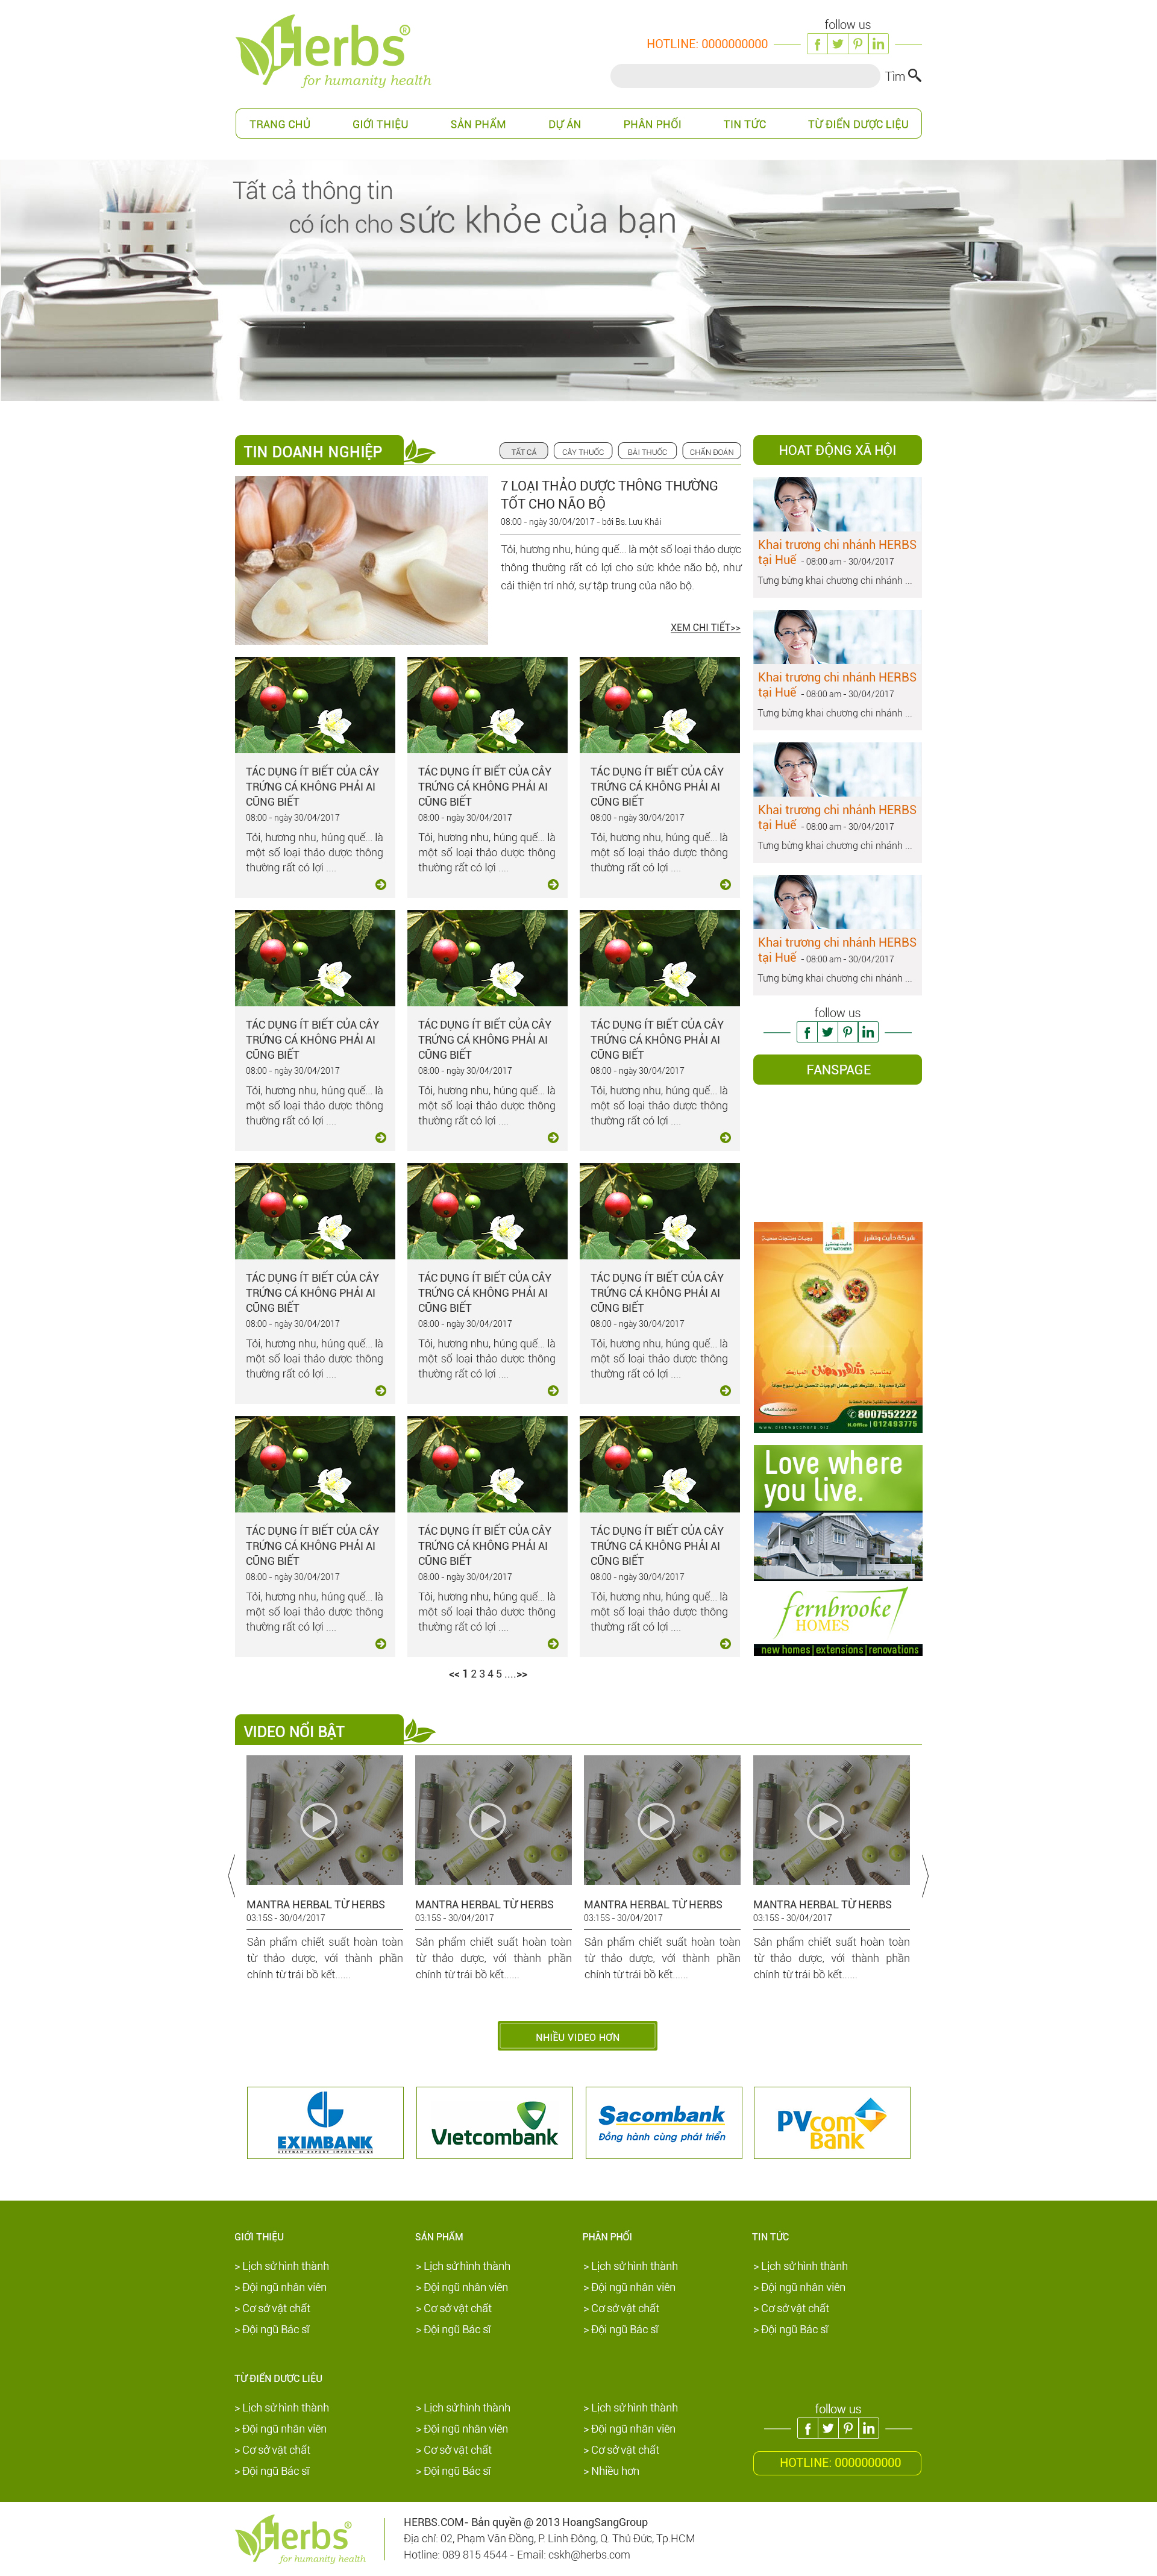 Herbs®
for humanity health
follow us
HOTLINE: 0000000000
Tìm
TRANG CHỦ GIỚI THIỆU SẢN PHẨM DỰ ÁN PHÂN PHỐI TIN TỨC TỪ ĐIỂN DƯỢC LIỆU
Tất cả thông tin
có ích cho sức khỏe của bạn
TIN DOANH NGHIỆP
TẤT CẢ CÂY THUỐC BÀI THUỐC CHẨN ĐOÁN
7 LOẠI THẢO DƯỢC THÔNG THƯỜNG
TỐT CHO NÃO BỘ
08:00 - ngày 30/04/2017 - bởi Bs. Lưu Khải
Tỏi, hương nhu, húng quế... là một số loại thảo dược
thông thường rất có lợi cho sức khỏe não bộ, như
cải thiện trí nhớ, sự tập trung của não bộ.
XEM CHI TIẾT>>
TÁC DỤNG ÍT BIẾT CỦA CÂY
TRỨNG CÁ KHÔNG PHẢI AI
CŨNG BIẾT
08:00 - ngày 30/04/2017
Tỏi, hương nhu, húng quế... là
một số loại thảo dược thông
thường rất có lợi ....
TÁC DỤNG ÍT BIẾT CỦA CÂY
TRỨNG CÁ KHÔNG PHẢI AI
CŨNG BIẾT
08:00 - ngày 30/04/2017
Tỏi, hương nhu, húng quế... là
một số loại thảo dược thông
thường rất có lợi ....
TÁC DỤNG ÍT BIẾT CỦA CÂY
TRỨNG CÁ KHÔNG PHẢI AI
CŨNG BIẾT
08:00 - ngày 30/04/2017
Tỏi, hương nhu, húng quế... là
một số loại thảo dược thông
thường rất có lợi ....
TÁC DỤNG ÍT BIẾT CỦA CÂY
TRỨNG CÁ KHÔNG PHẢI AI
CŨNG BIẾT
08:00 - ngày 30/04/2017
Tỏi, hương nhu, húng quế... là
một số loại thảo dược thông
thường rất có lợi ....
TÁC DỤNG ÍT BIẾT CỦA CÂY
TRỨNG CÁ KHÔNG PHẢI AI
CŨNG BIẾT
08:00 - ngày 30/04/2017
Tỏi, hương nhu, húng quế... là
một số loại thảo dược thông
thường rất có lợi ....
TÁC DỤNG ÍT BIẾT CỦA CÂY
TRỨNG CÁ KHÔNG PHẢI AI
CŨNG BIẾT
08:00 - ngày 30/04/2017
Tỏi, hương nhu, húng quế... là
một số loại thảo dược thông
thường rất có lợi ....
TÁC DỤNG ÍT BIẾT CỦA CÂY
TRỨNG CÁ KHÔNG PHẢI AI
CŨNG BIẾT
08:00 - ngày 30/04/2017
Tỏi, hương nhu, húng quế... là
một số loại thảo dược thông
thường rất có lợi ....
TÁC DỤNG ÍT BIẾT CỦA CÂY
TRỨNG CÁ KHÔNG PHẢI AI
CŨNG BIẾT
08:00 - ngày 30/04/2017
Tỏi, hương nhu, húng quế... là
một số loại thảo dược thông
thường rất có lợi ....
TÁC DỤNG ÍT BIẾT CỦA CÂY
TRỨNG CÁ KHÔNG PHẢI AI
CŨNG BIẾT
08:00 - ngày 30/04/2017
Tỏi, hương nhu, húng quế... là
một số loại thảo dược thông
thường rất có lợi ....
TÁC DỤNG ÍT BIẾT CỦA CÂY
TRỨNG CÁ KHÔNG PHẢI AI
CŨNG BIẾT
08:00 - ngày 30/04/2017
Tỏi, hương nhu, húng quế... là
một số loại thảo dược thông
thường rất có lợi ....
TÁC DỤNG ÍT BIẾT CỦA CÂY
TRỨNG CÁ KHÔNG PHẢI AI
CŨNG BIẾT
08:00 - ngày 30/04/2017
Tỏi, hương nhu, húng quế... là
một số loại thảo dược thông
thường rất có lợi ....
TÁC DỤNG ÍT BIẾT CỦA CÂY
TRỨNG CÁ KHÔNG PHẢI AI
CŨNG BIẾT
08:00 - ngày 30/04/2017
Tỏi, hương nhu, húng quế... là
một số loại thảo dược thông
thường rất có lợi ....
<< 1 2 3 4 5 ....>>
HOẠT ĐỘNG XÃ HỘI
Khai trương chi nhánh HERBS
tại Huế - 08:00 am - 30/04/2017
Tưng bừng khai chương chi nhánh ...
Khai trương chi nhánh HERBS
tại Huế - 08:00 am - 30/04/2017
Tưng bừng khai chương chi nhánh ...
Khai trương chi nhánh HERBS
tại Huế - 08:00 am - 30/04/2017
Tưng bừng khai chương chi nhánh ...
Khai trương chi nhánh HERBS
tại Huế - 08:00 am - 30/04/2017
Tưng bừng khai chương chi nhánh ...
follow us
FANSPAGE
DIET WATCHERS
8007552222
012493775
Love where
you live.
fernbrooke
HOMES
new homes | extensions | renovations
VIDEO NỔI BẬT
MANTRA HERBAL TỪ HERBS
03:15S - 30/04/2017
Sản phẩm chiết suất hoàn toàn
từ thảo dược, với thành phần
chính từ trái bồ kết......
MANTRA HERBAL TỪ HERBS
03:15S - 30/04/2017
Sản phẩm chiết suất hoàn toàn
từ thảo dược, với thành phần
chính từ trái bồ kết......
MANTRA HERBAL TỪ HERBS
03:15S - 30/04/2017
Sản phẩm chiết suất hoàn toàn
từ thảo dược, với thành phần
chính từ trái bồ kết......
MANTRA HERBAL TỪ HERBS
03:15S - 30/04/2017
Sản phẩm chiết suất hoàn toàn
từ thảo dược, với thành phần
chính từ trái bồ kết......
NHIỀU VIDEO HƠN
EXIMBANK
VIETNAM EXPORT IMPORT BANK
Vietcombank
Sacombank
Đồng hành cùng phát triển
PVcom
Bank
GIỚI THIỆU
> Lịch sử hình thành
> Đội ngũ nhân viên
> Cơ sở vật chất
> Đội ngũ Bác sĩ
SẢN PHẨM
> Lịch sử hình thành
> Đội ngũ nhân viên
> Cơ sở vật chất
> Đội ngũ Bác sĩ
PHÂN PHỐI
> Lịch sử hình thành
> Đội ngũ nhân viên
> Cơ sở vật chất
> Đội ngũ Bác sĩ
TIN TỨC
> Lịch sử hình thành
> Đội ngũ nhân viên
> Cơ sở vật chất
> Đội ngũ Bác sĩ
TỪ ĐIỂN DƯỢC LIỆU
> Lịch sử hình thành
> Đội ngũ nhân viên
> Cơ sở vật chất
> Đội ngũ Bác sĩ
> Lịch sử hình thành
> Đội ngũ nhân viên
> Cơ sở vật chất
> Đội ngũ Bác sĩ
> Lịch sử hình thành
> Đội ngũ nhân viên
> Cơ sở vật chất
> Nhiều hơn
follow us
HOTLINE: 0000000000
Herbs®
for humanity health
HERBS.COM- Bản quyền @ 2013 HoangSangGroup
Địa chỉ: 02, Phạm Văn Đồng, P. Linh Đông, Q. Thủ Đức, Tp.HCM
Hotline: 089 815 4544 - Email: cskh@herbs.com